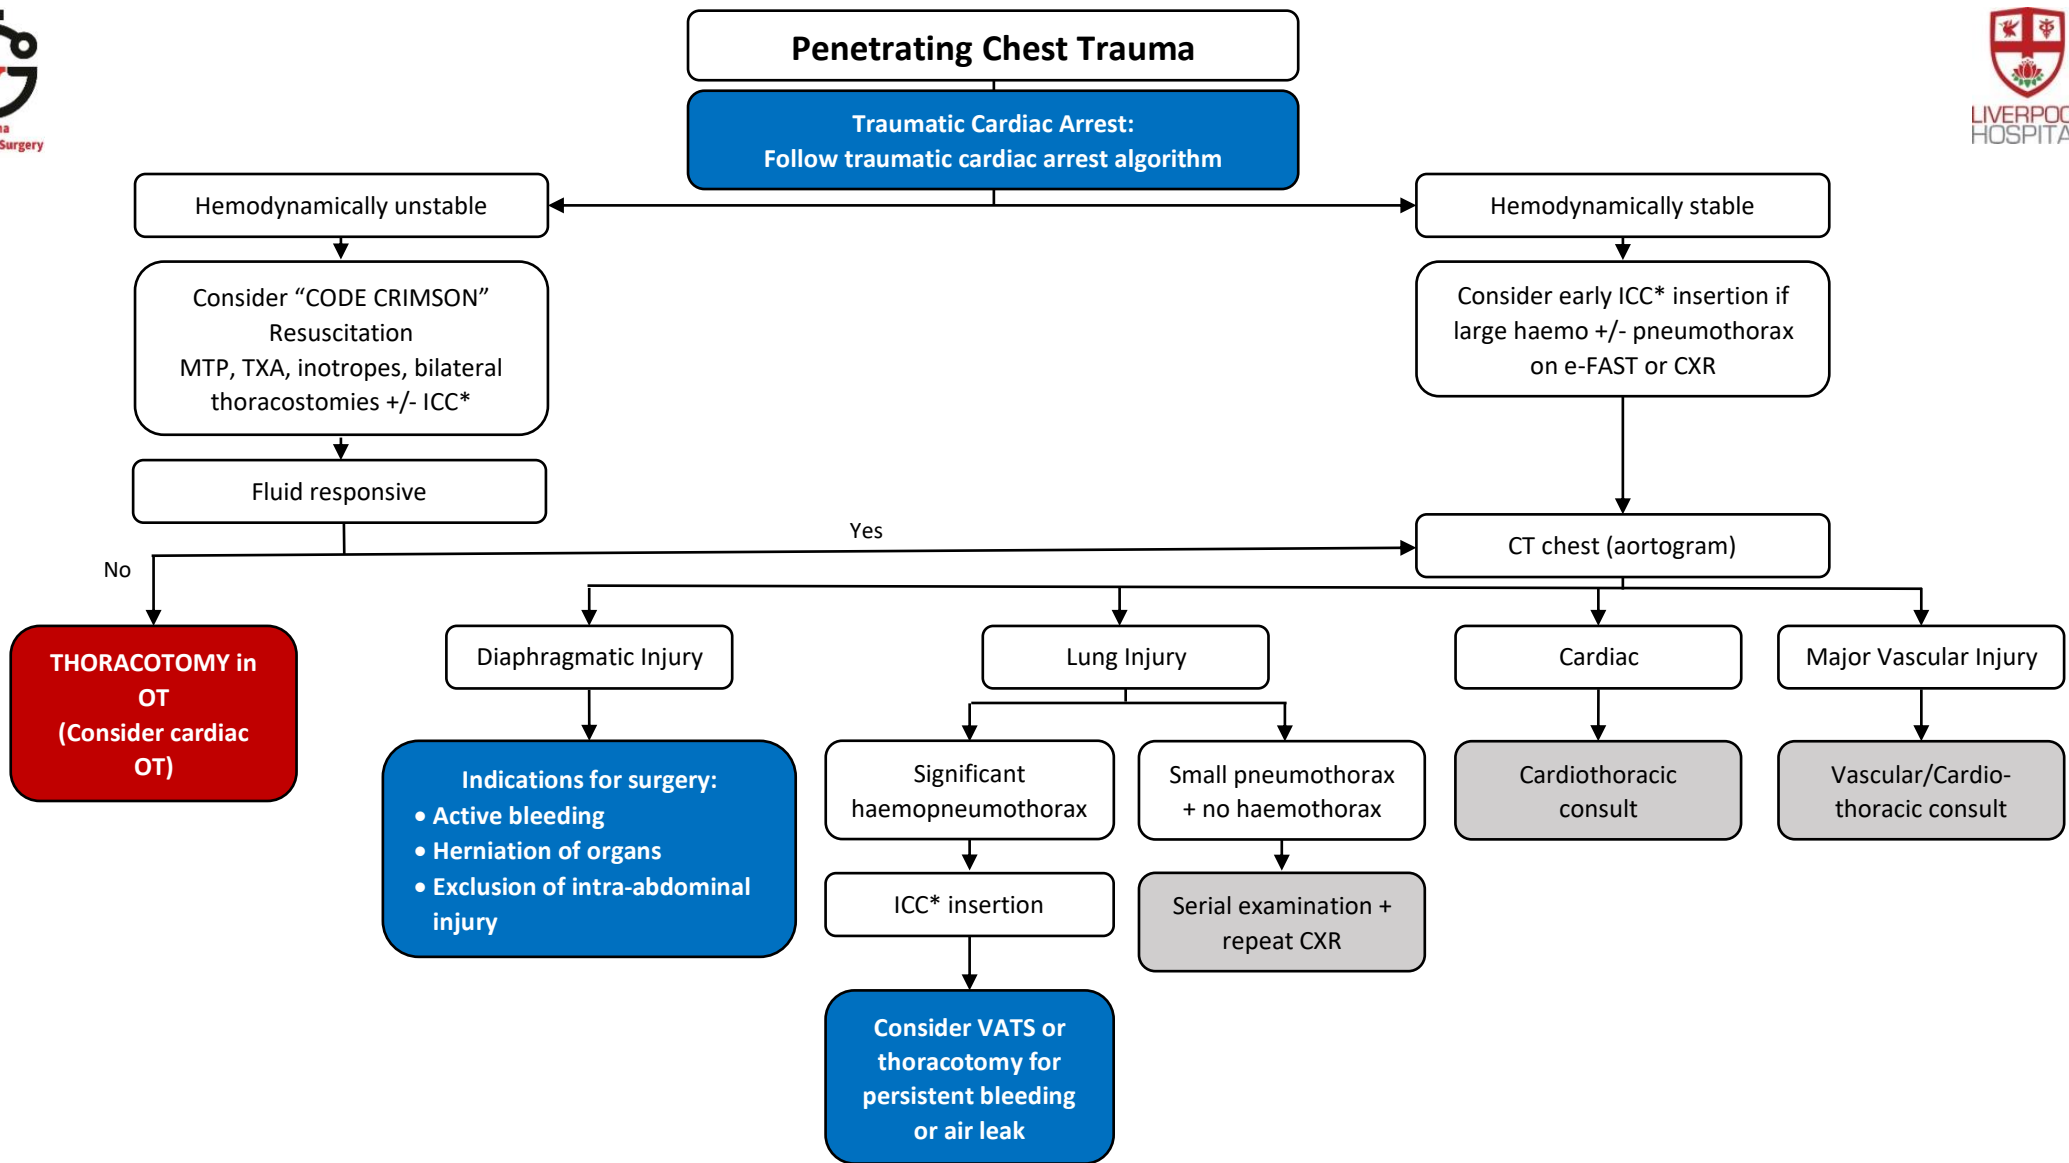 Penetrating Chest Trauma
Surgery
LIVERPOO
HOSPITA
Traumatic Cardiac Arrest:
Follow traumatic cardiac arrest algorithm
Hemodynamically unstable
Hemodynamically stable
Consider “CODE CRIMSON”
Resuscitation
MTP, TXA, inotropes, bilateral
thoracostomies +/- ICC*
Consider early ICC* insertion if
large haemo +/- pneumothorax
on e-FAST or CXR
Fluid responsive
Yes
No
CT chest (aortogram)
THORACOTOMY in
OT
(Consider cardiac
OT)
Diaphragmatic Injury
Lung Injury
Cardiac
Major Vascular Injury
Indications for surgery:
• Active bleeding
• Herniation of organs
• Exclusion of intra-abdominal
injury
Significant
haemopneumothorax
Small pneumothorax
+ no haemothorax
Cardiothoracic
consult
Vascular/Cardio-
thoracic consult
ICC* insertion
Serial examination +
repeat CXR
Consider VATS or
thoracotomy for
persistent bleeding
or air leak